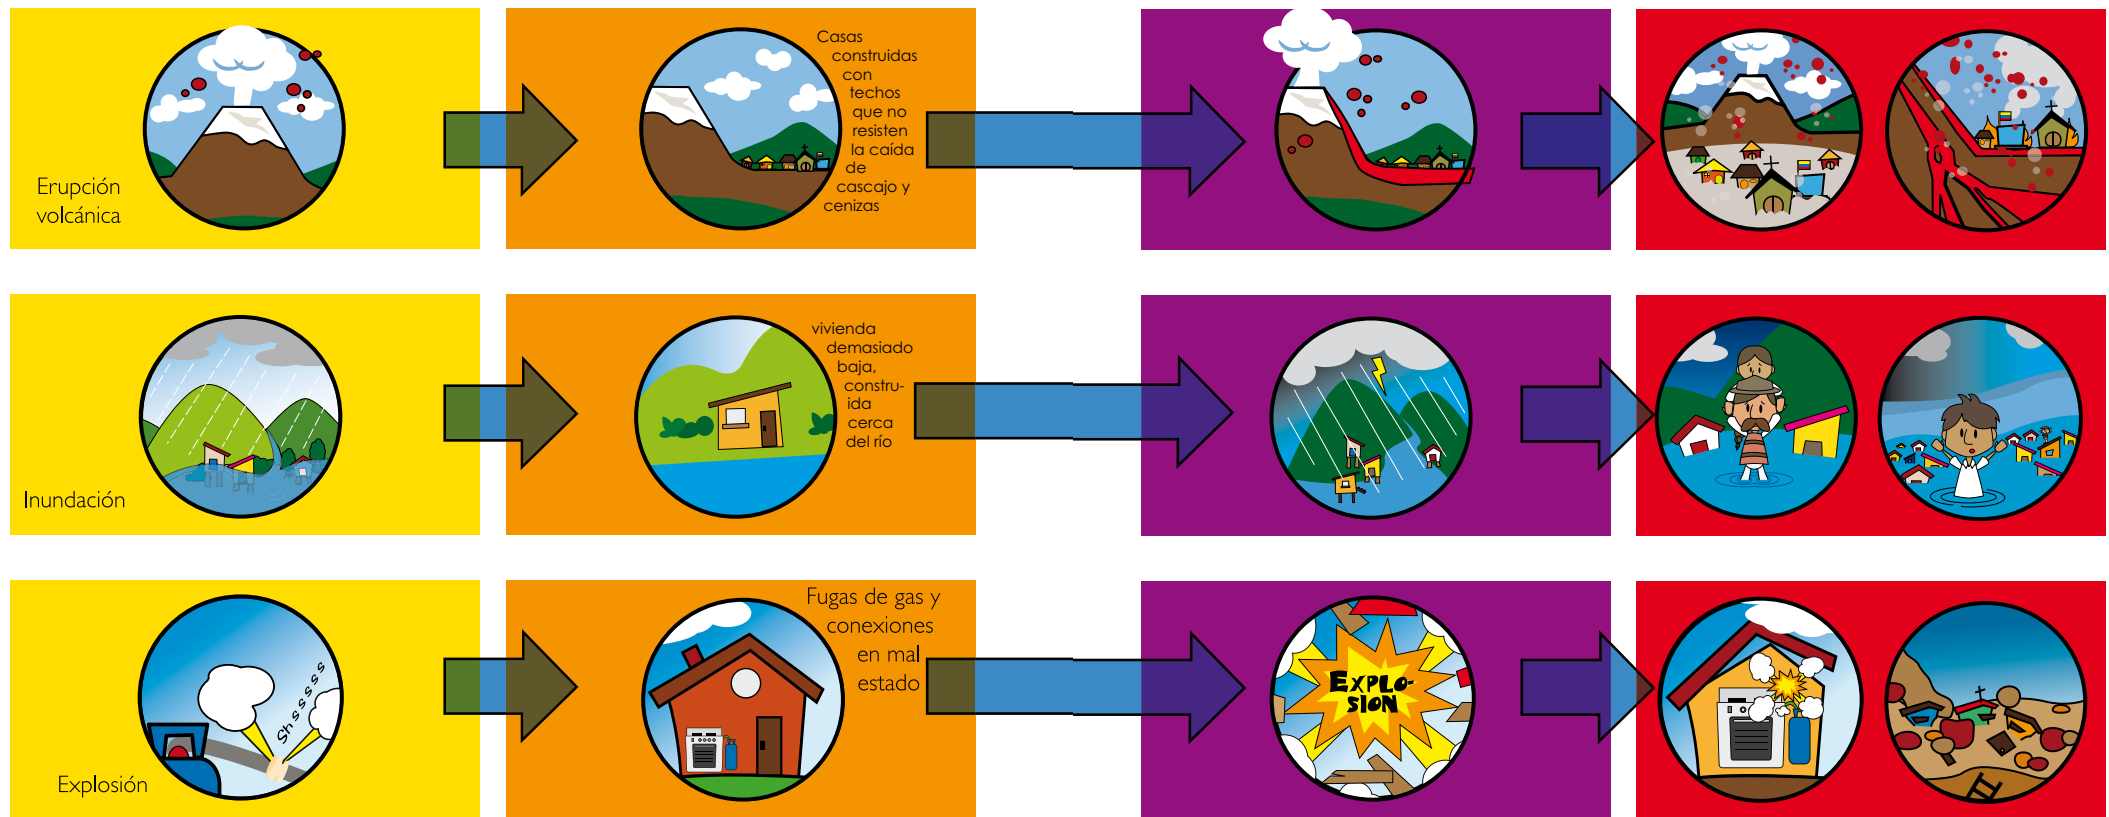 Erupción
volcánica
Casas
construidas
con
techos
que no
resisten
la caída
de
cascajo y
cenizas
Inundación
vivienda
demasiado
baja,
constru-
ida
cerca
del río
Explosión
Shssssss
Fugas de gas y
conexiones
en mal
estado
EXPLO-
SION